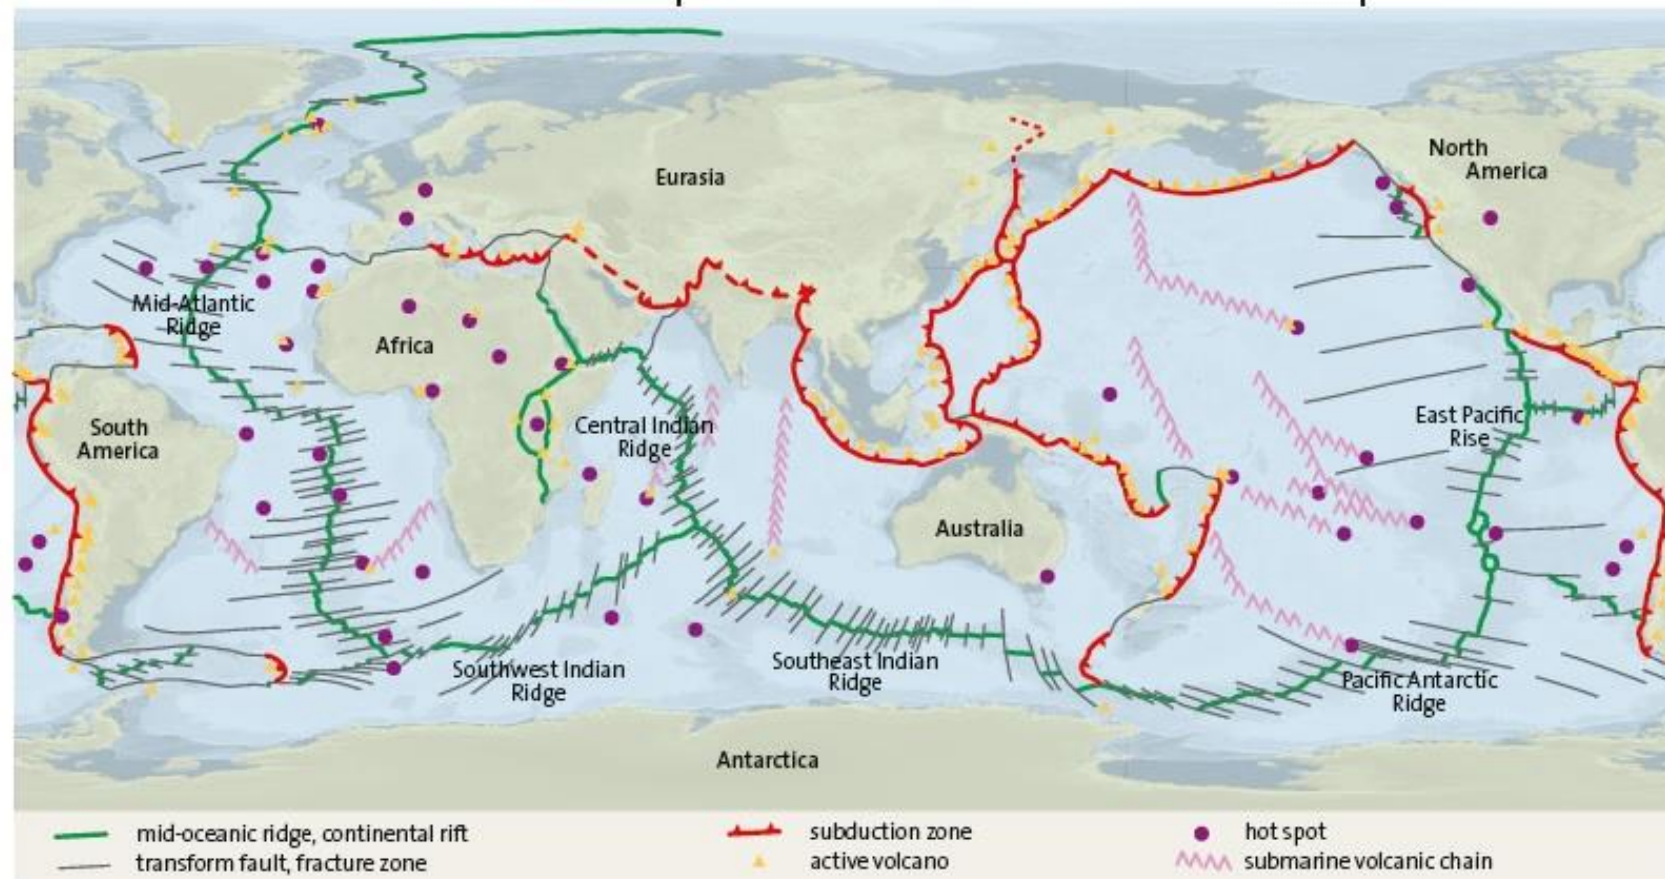 North
America
Eurasia
Mid-Atlantic
Ridge
Africa
South
America
Central Indian
Ridge
East Pacific
Rise
Australia
Southwest Indian
Ridge
Southeast Indian
Ridge
Pacific Antarctic
Ridge
Antarctica
mid-oceanic ridge, continental rift
subduction zone
hot spot
transform fault, fracture zone
active volcano
submarine volcanic chain